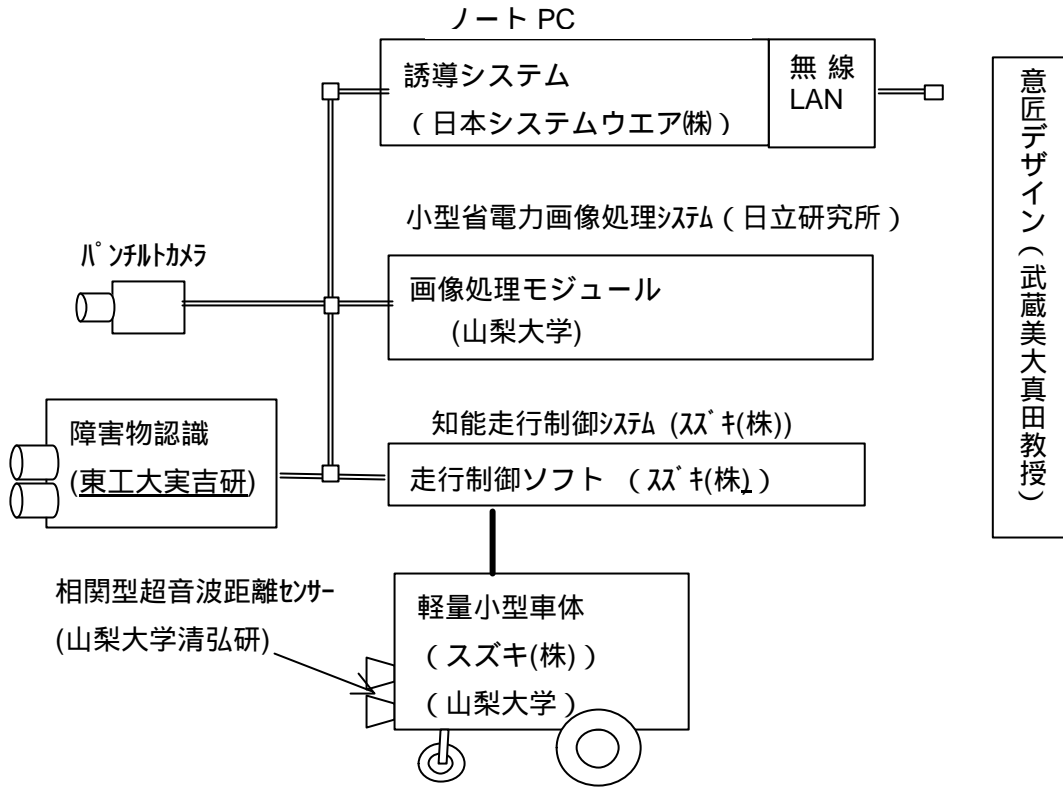 ノート PC
誘導システム
（日本システムウエア㈱）
無 線
LAN
小型省電力画像処理ｼｽﾃﾑ（日立研究所）
ﾊﾟﾝﾁﾙﾄｶﾒﾗ
画像処理モジュール
(山梨大学)
知能走行制御ｼｽﾃﾑ (ｽｽﾞｷ(株))
障害物認識
(東工大実吉研)
走行制御ソフト （ｽｽﾞｷ(株)）
相関型超音波距離ｾﾝｻｰ
(山梨大学清弘研)
軽量小型車体
（スズキ(株)）
（山梨大学）
意匠デザイン（武蔵美大真田教授）